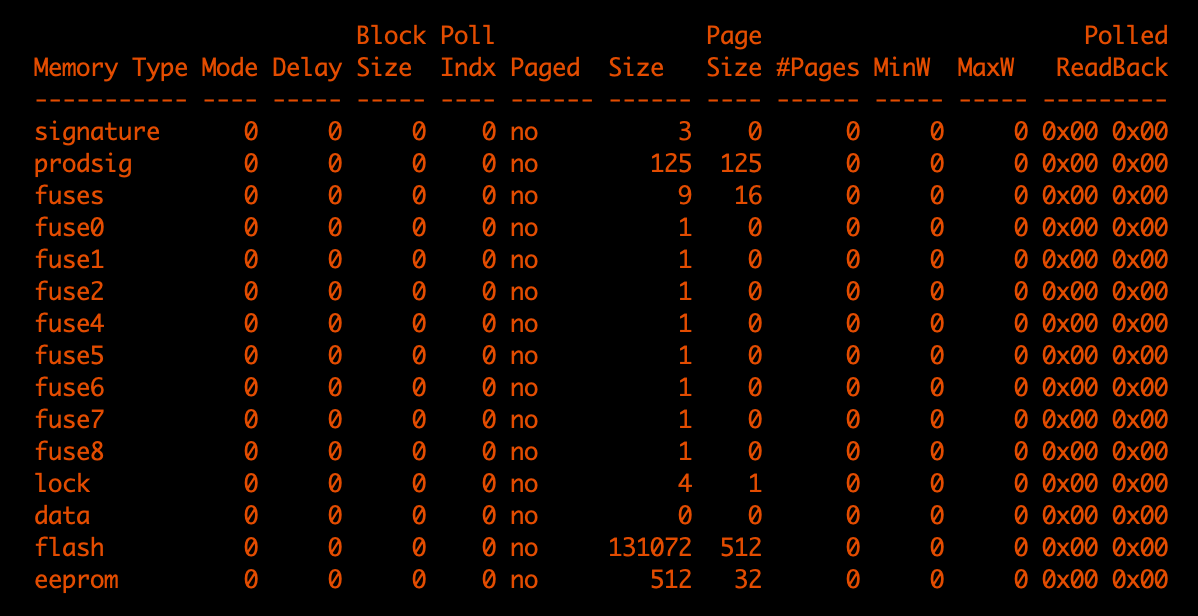 Block Poll               Page                       Polled
Memory Type Mode Delay Size  Indx Paged  Size   Size #Pages MinW  MaxW   ReadBack
----------- ---- ----- ----- ---- ------ ------ ---- ------ ----- ----- ---------
signature      0     0     0    0 no          3    0      0     0     0 0x00 0x00
prodsig        0     0     0    0 no        125  125      0     0     0 0x00 0x00
fuses          0     0     0    0 no          9   16      0     0     0 0x00 0x00
fuse0          0     0     0    0 no          1    0      0     0     0 0x00 0x00
fuse1          0     0     0    0 no          1    0      0     0     0 0x00 0x00
fuse2          0     0     0    0 no          1    0      0     0     0 0x00 0x00
fuse4          0     0     0    0 no          1    0      0     0     0 0x00 0x00
fuse5          0     0     0    0 no          1    0      0     0     0 0x00 0x00
fuse6          0     0     0    0 no          1    0      0     0     0 0x00 0x00
fuse7          0     0     0    0 no          1    0      0     0     0 0x00 0x00
fuse8          0     0     0    0 no          1    0      0     0     0 0x00 0x00
lock           0     0     0    0 no          4    1      0     0     0 0x00 0x00
data           0     0     0    0 no          0    0      0     0     0 0x00 0x00
flash          0     0     0    0 no     131072  512      0     0     0 0x00 0x00
eeprom         0     0     0    0 no        512   32      0     0     0 0x00 0x00